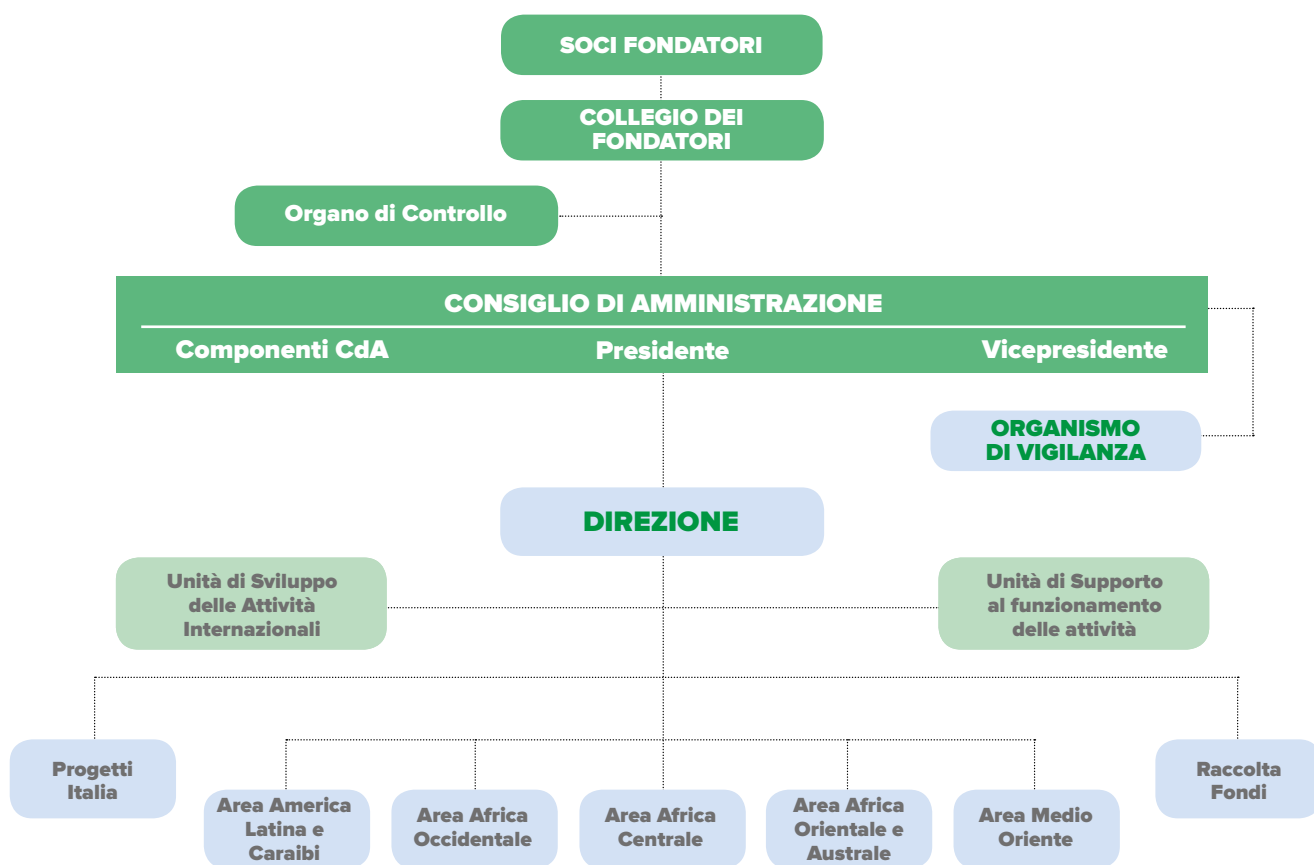 SOCI FONDATORI
COLLEGIO DEI
FONDATORI
Organo di Controllo
CONSIGLIO DI AMMINISTRAZIONE
Componenti CdA
Presidente
Vicepresidente
ORGANISMO
DI VIGILANZA
DIREZIONE
Unità di Sviluppo
delle Attività
Internazionali
Unità di Supporto
al funzionamento
delle attività
Progetti
Italia
Area America
Latina e
Caraibi
Area Africa
Occidentale
Area Africa
Centrale
Area Africa
Orientale e
Australe
Area Medio
Oriente
Raccolta
Fondi